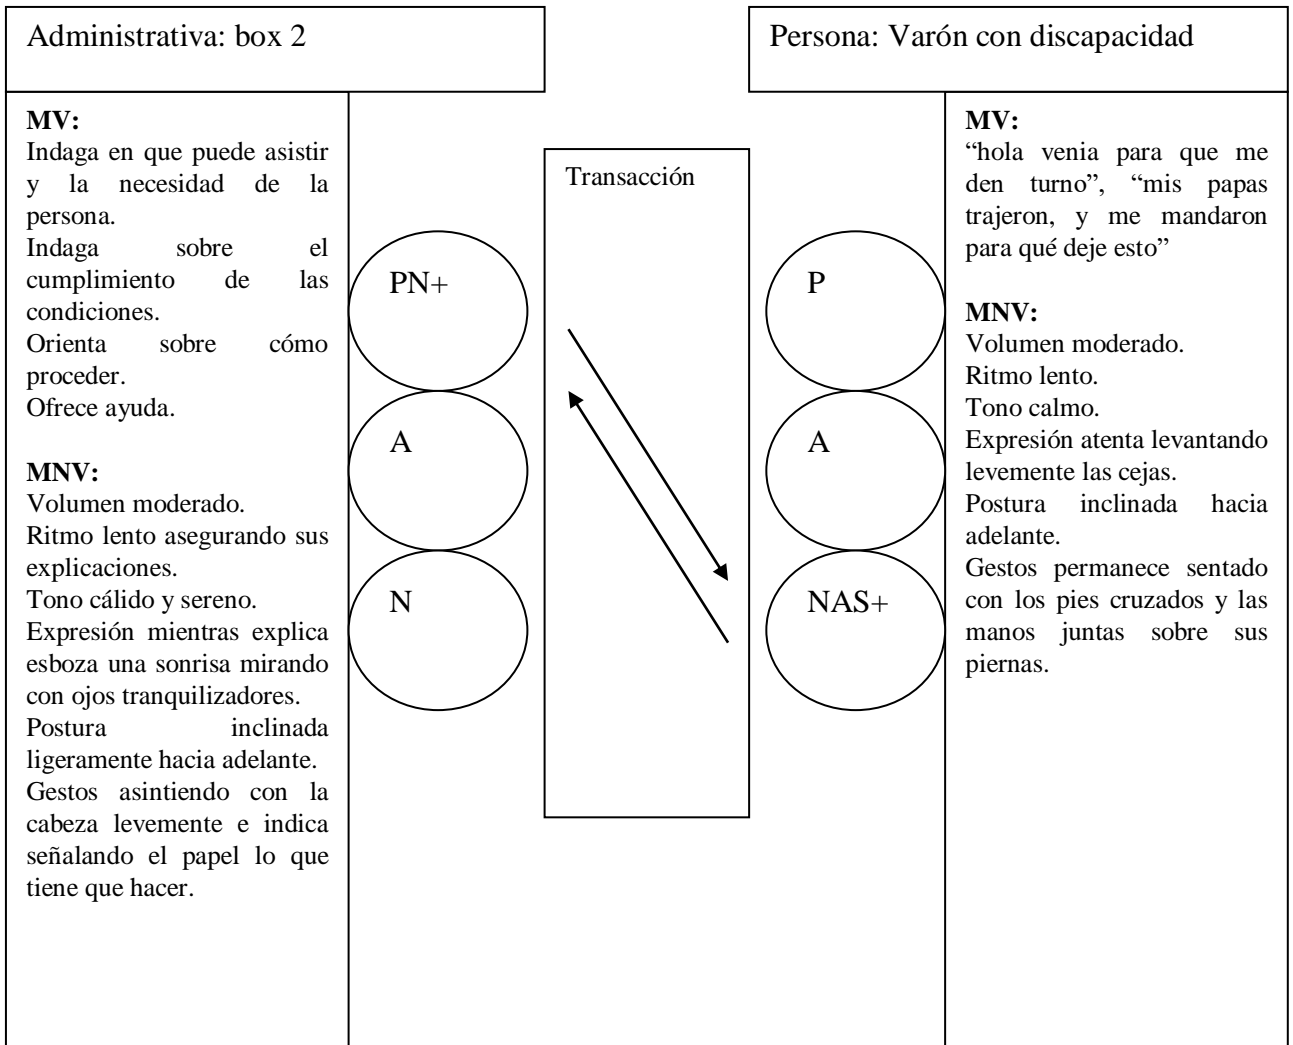 Administrativa: box 2
Persona: Varón con discapacidad
MV:
Indaga en que puede asistir
y la necesidad de la
persona.
Indaga sobre el
cumplimiento de las
condiciones.
Orienta sobre cómo
proceder.
Ofrece ayuda.
MNV:
Volumen moderado.
Ritmo lento asegurando sus
explicaciones.
Tono cálido y sereno.
Expresión mientras explica
esboza una sonrisa mirando
con ojos tranquilizadores.
Postura inclinada
ligeramente hacia adelante.
Gestos asintiendo con la
cabeza levemente e indica
señalando el papel lo que
tiene que hacer.
PN+
A
N
Transacción
P
A
NAS+
MV:
“hola venia para que me
den turno”, “mis papas
trajeron, y me mandaron
para qué deje esto”
MNV:
Volumen moderado.
Ritmo lento.
Tono calmo.
Expresión atenta levantando
levemente las cejas.
Postura inclinada hacia
adelante.
Gestos permanece sentado
con los pies cruzados y las
manos juntas sobre sus
piernas.